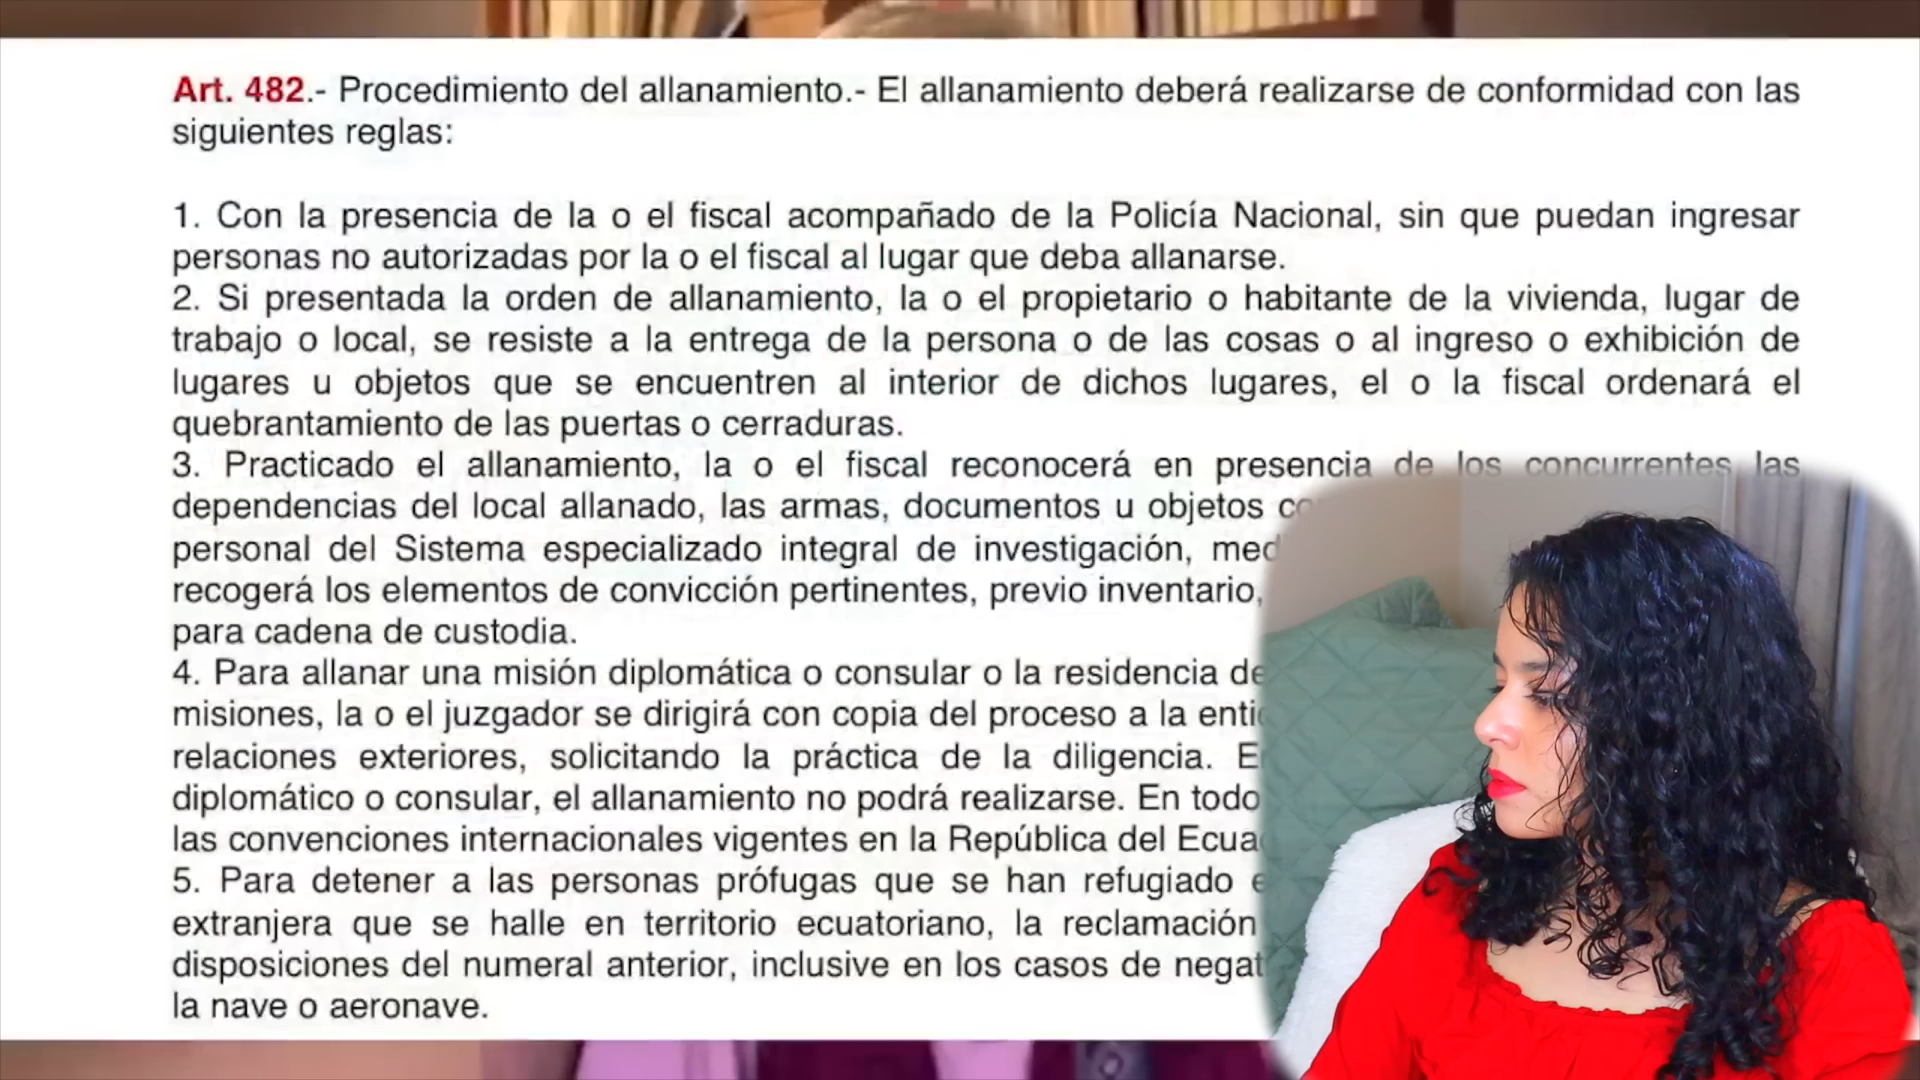 Art. 482.- Procedimiento del allanamiento.- El allanamiento deberá realizarse de conformidad con las
siguientes reglas:
1. Con la presencia de la o el fiscal acompañado de la Policía Nacional, sin que puedan ingresar
personas no autorizadas por la o el fiscal al lugar que deba allanarse.
2. Si presentada la orden de allanamiento, la o el propietario o habitante de la vivienda, lugar de
trabajo o local, se resiste a la entrega de la persona o de las cosas o al ingreso o exhibición de
lugares u objetos que se encuentren al interior de dichos lugares, el o la fiscal ordenará el
quebrantamiento de las puertas o cerraduras.
3. Practicado el allanamiento, la o el fiscal reconocerá en presencia de los concurrentes las
dependencias del local allanado, las armas, documentos u objetos
personal del Sistema especializado integral de investigación,
recogerá los elementos de convicción pertinentes, previo inventario,
para cadena de custodia.
4. Para allanar una misión diplomática o consular o la residencia
misiones, la o el juzgador se dirigirá con copia del proceso a la
relaciones exteriores, solicitando la práctica de la diligencia.
diplomático o consular, el allanamiento no podrá realizarse. En todo
las convenciones internacionales vigentes en la República del
5. Para detener a las personas prófugas que se han refugiado
extranjera que se halle en territorio ecuatoriano, la reclamación
disposiciones del numeral anterior, inclusive en los casos de
la nave o aeronave.